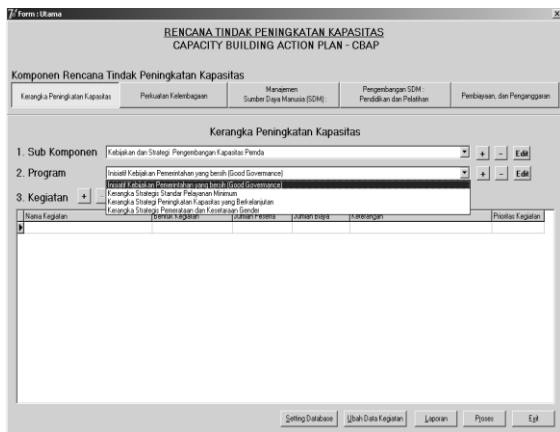 Form : Utama
RENCANA TINDAK PENINGKATAN KAPASITAS
CAPACITY BUILDING ACTION PLAN - CBAP
Komponen Rencana Tindak Peningkatan Kapasitas
Kerangka Peningkatan Kapasitas
Perkuatan Kelembagaan
Manajemen
Sumber Daya Manusia (SDM) :
Pengembangan SDM :
Pendidikan dan Pelatihan
Pembiayaan, dan Penganggaran
Kerangka Peningkatan Kapasitas
1. Sub Komponen Kebijakan dan Strategi Pengembangan Kapasitas Pemda + - Edit
2. Program Inisiatif Kebijakan Pemerintahan yang bersih (Good Governance) + - Edit
Inisiatif Kebijakan Pemerintahan yang bersih (Good Governance)
Kerangka Strategis Standar Pelayanan Minimum
Kerangka Strategi Peningkatan Kapasitas yang Berkelanjutan
Kerangka Strategis Pemerataan dan Kesetaraan Gender
3. Kegiatan +
Nama Kegiatan Bentuk Kegiatan Jumlah Peserta Jumlah Biaya Keterangan Prioritas Kegiatan
Setting Database Ubah Data Kegiatan Laporan Proses Exit